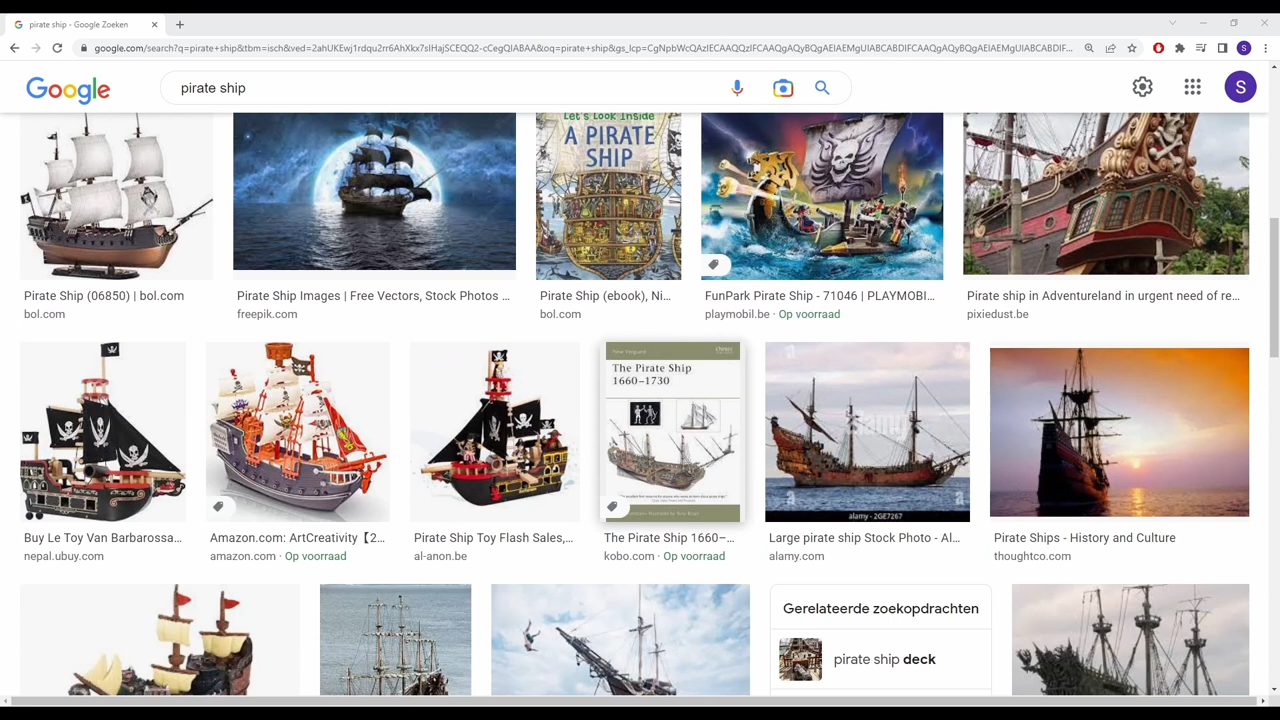 pirate ship - Google Zoeken
google.com/search?q=pirate+ship&tbm=isch&ved=2ahUKEwj1rdqu2rr6AhXkx7sIHajSCEQQ2-cCegQIABAA&oq=pirate+ship&gs_lcp=CgNpbWcQAzIECAAQQzIFCAAQgAQyBQgAEIAEMgUIABCABDIFCAAQgAQyBQgAEIAEMgUIABCABDIF...
S
Google
pirate ship
S
Let's Look Inside
A PIRATE
SHIP
Pirate Ship (06850) | bol.com
bol.com
Pirate Ship Images | Free Vectors, Stock Photos ...
freepik.com
Pirate Ship (ebook), Ni...
bol.com
FunPark Pirate Ship - 71046 | PLAYMOBI...
playmobil.be · Op voorraad
Pirate ship in Adventureland in urgent need of re...
pixiedust.be
The Pirate Ship
1660–1730
a
alamy
a
a
alamy - 2GE7267
Buy Le Toy Van Barbarossa...
nepal.ubuy.com
Amazon.com: ArtCreativity【2...
amazon.com · Op voorraad
Pirate Ship Toy Flash Sales,...
al-anon.be
The Pirate Ship 1660–...
kobo.com · Op voorraad
Large pirate ship Stock Photo - Al...
alamy.com
Pirate Ships - History and Culture
thoughtco.com
Gerelateerde zoekopdrachten
pirate ship deck